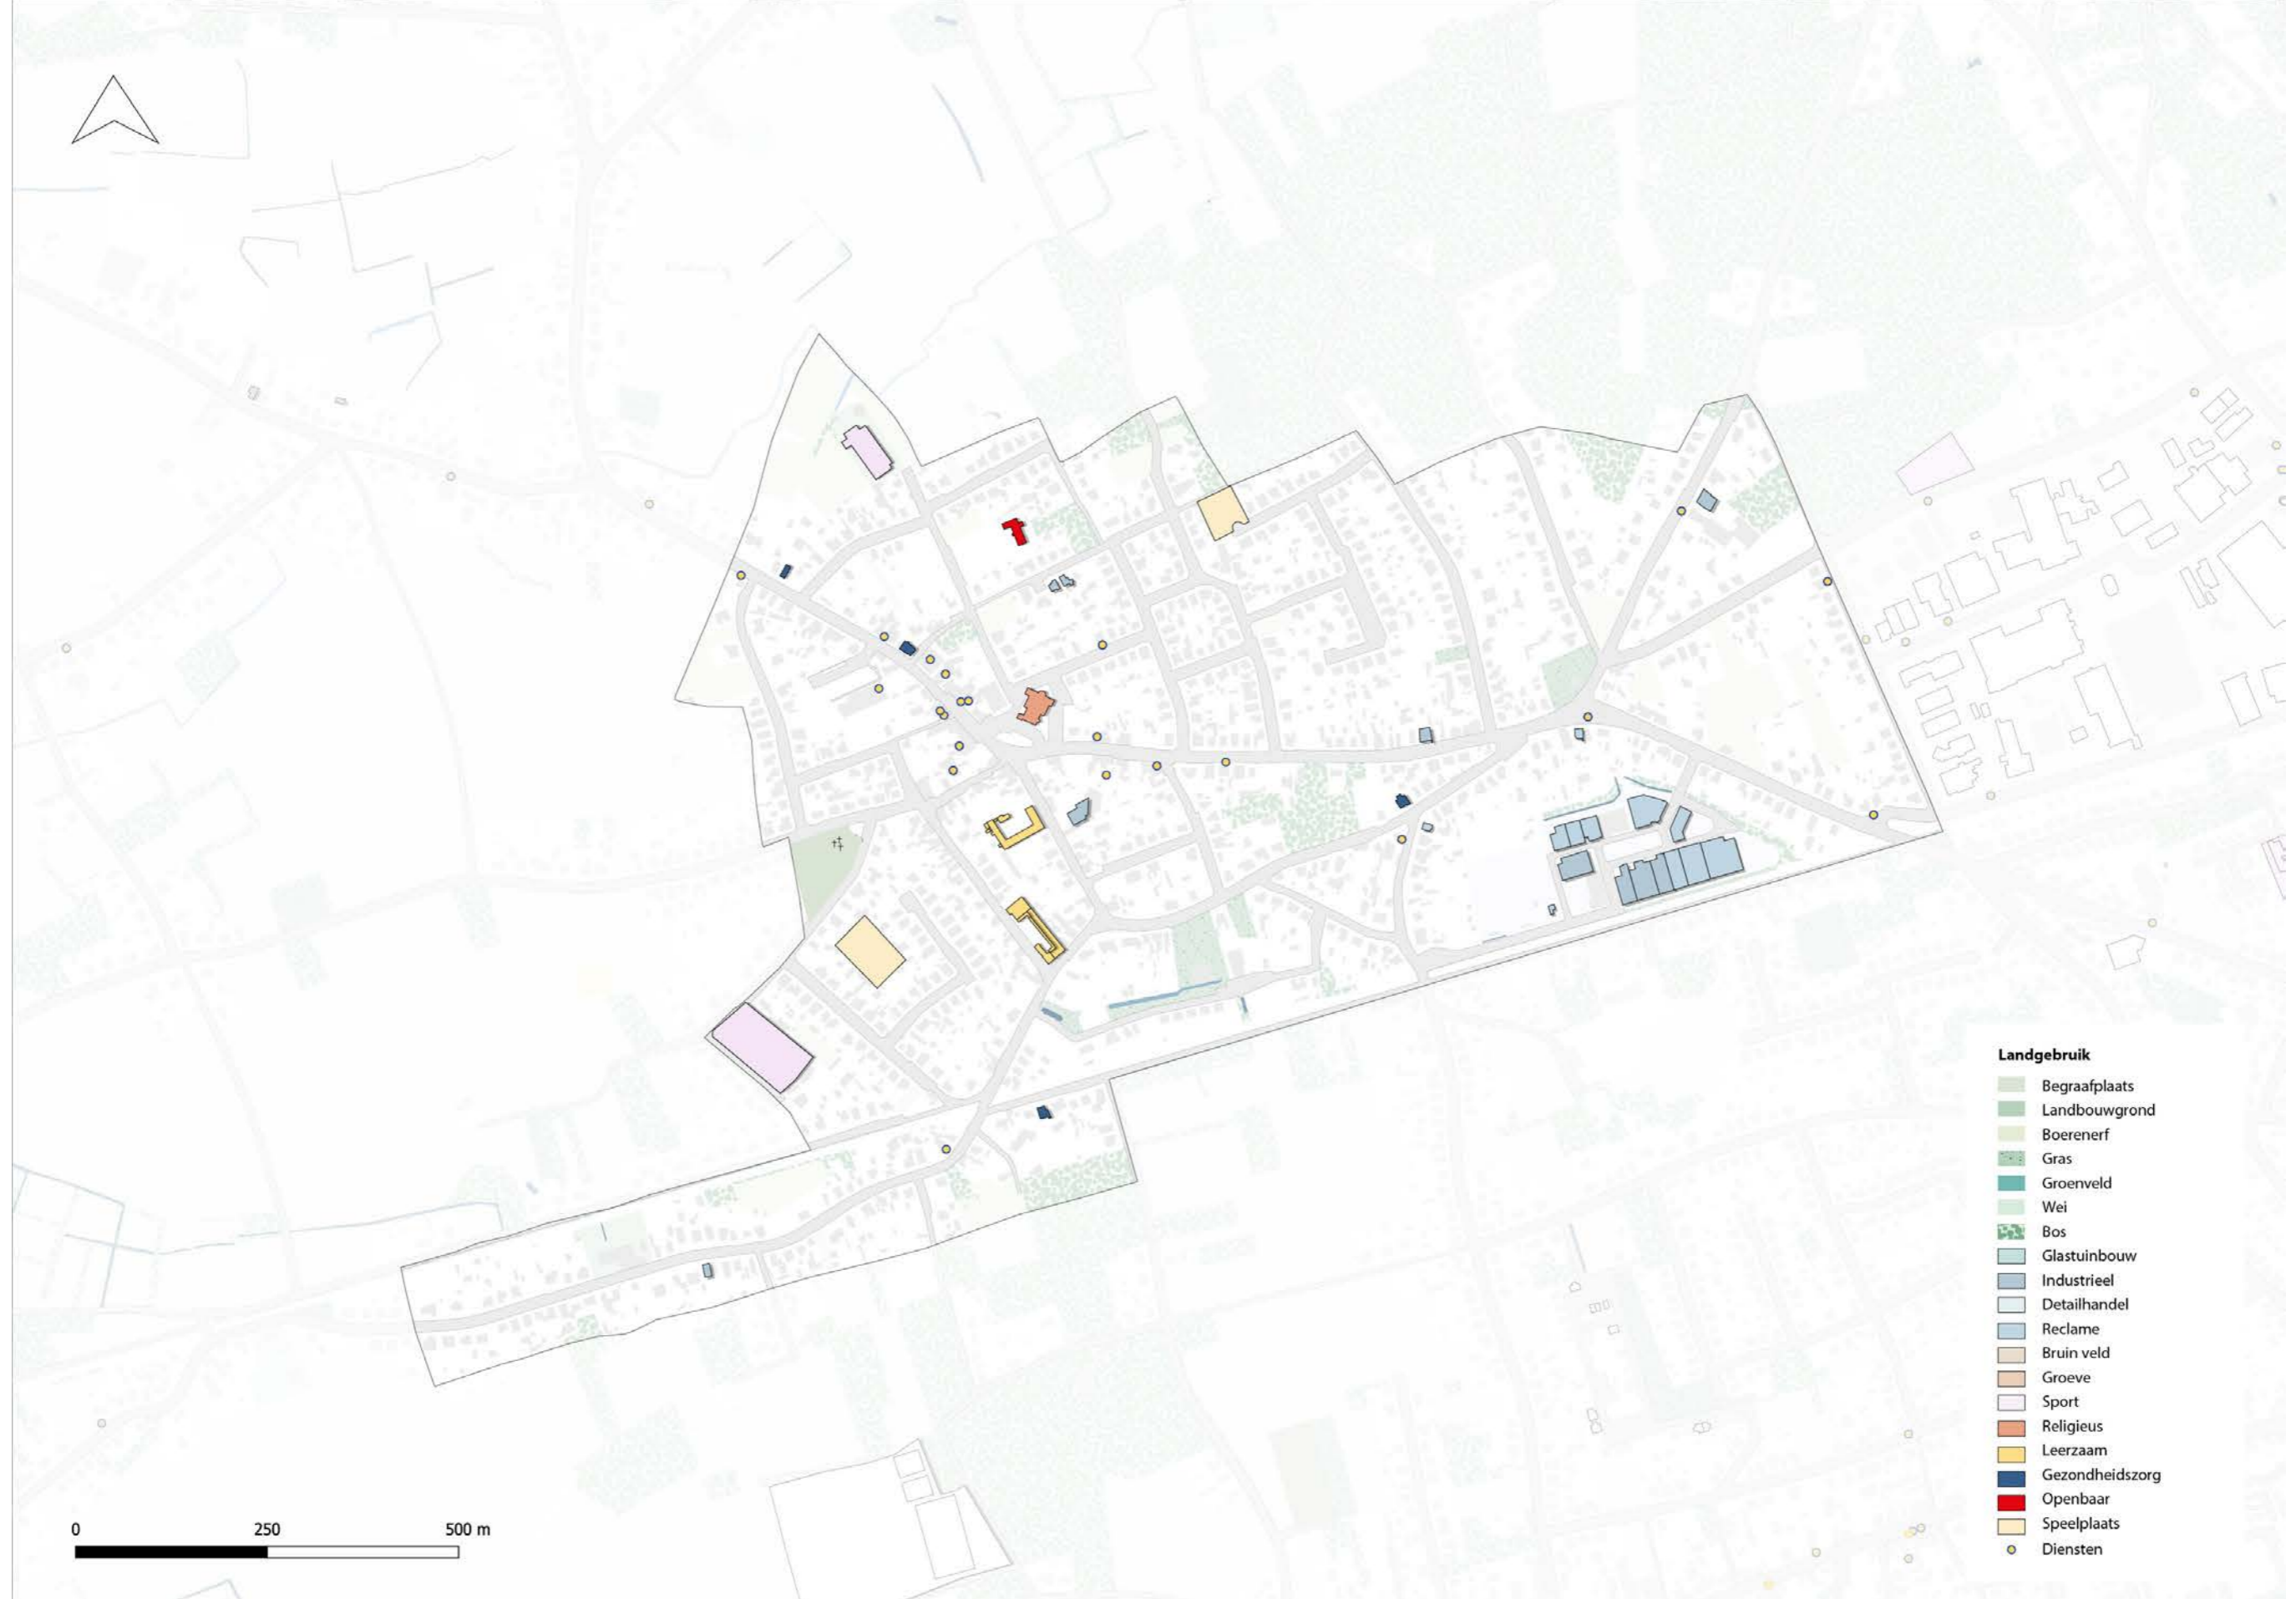 Landgebruik
Begraafplaats
Landbouwgrond
Boerenerf
Gras
Groenveld
Wei
Bos
Glastuinbouw
Industrieel
Detailhandel
Reclame
Bruin veld
Groeve
Sport
Religieus
Leerzaam
Gezondheidszorg
Openbaar
Speelplaats
Diensten
0 250 500 m